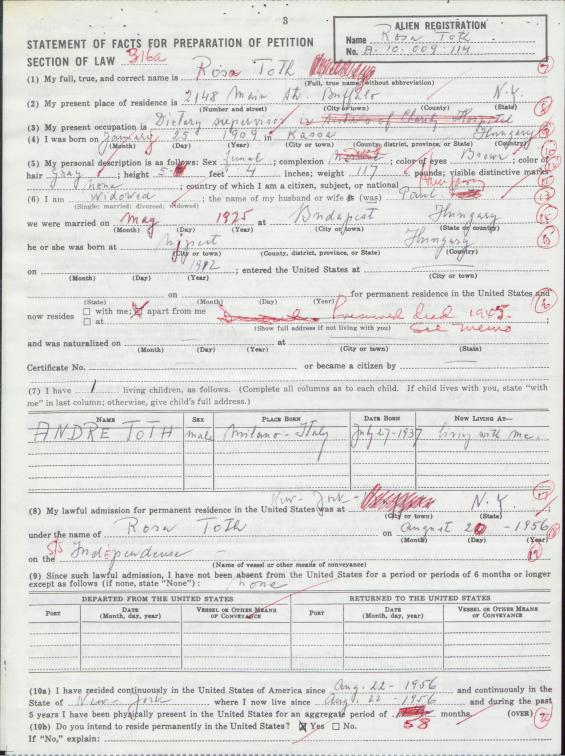 3
ALIEN REGISTRATION
Name Rosa Toth
No. A-10-009-114
STATEMENT OF FACTS FOR PREPARATION OF PETITION
SECTION OF LAW 316a
(1) My full, true, and correct name is Rosa Toth
(Full, true name, without abbreviation)
(2) My present place of residence is 2148 Main Str. Buffalo N.Y.
(Number and street) (City or town) (County) (State)
(3) My present occupation is Dietary supervisor Sisters of Charity Hospital
(4) I was born on January 25 1909 in Kassa Hungary
(Month) (Day) (Year) (City or town) (County, district, province, or State) (Country)
(5) My personal description is as follows: Sex ; complexion ; color of eyes Brown; color of
hair Gray; height 5 feet 4 inches; weight 117 pounds; visible distinctive marks
none; country of which I am a citizen, subject, or national
(6) I am Widowed; the name of my husband or wife is (was) Paul
(Single; married; divorced; widowed)
we were married on May 1925 at Budapest Hungary
(Month) (Day) (Year) (City or town) (State or country)
he or she was born at Ujpest Hungary
(City or town) (County, district, province, or State) (Country)
on 1912; entered the United States at
(Month) (Day) (Year) (City or town)
on for permanent residence in the United States and
(State) (Month) (Day) (Year)
now resides with me; apart from me Presumed died 1945.
at See memo
(Show full address if not living with you)
and was naturalized on at
(Month) (Day) (Year) (City or town) (State)
Certificate No. or became a citizen by
(7) I have 1 living children, as follows. (Complete all columns as to each child. If child lives with you, state "with
me" in last column; otherwise, give child's full address.)
NAME SEX PLACE BORN DATE BORN NOW LIVING AT—
ANDRE TOTH male Milano - Italy July 27-1937 living with me.
New-York-
(8) My lawful admission for permanent residence in the United States was at N.Y.
(City or town) (State)
under the name of Rosa Toth on August 20 -1956
(Month) (Day) (Year)
on the S/S Independence
(Name of vessel or other means of conveyance)
(9) Since such lawful admission, I have not been absent from the United States for a period or periods of 6 months or longer
except as follows (if none, state "None"): none
DEPARTED FROM THE UNITED STATES RETURNED TO THE UNITED STATES
PORT DATE (Month, day, year) VESSEL OR OTHER MEANS OF CONVEYANCE PORT DATE (Month, day, year) VESSEL OR OTHER MEANS OF CONVEYANCE
(10a) I have resided continuously in the United States of America since Aug. 22-1956 and continuously in the
State of New-York where I now live since Aug. 22-1956 and during the past
5 years I have been physically present in the United States for an aggregate period of 58 months. (OVER)
(10b) Do you intend to reside permanently in the United States? Yes No.
If "No," explain: